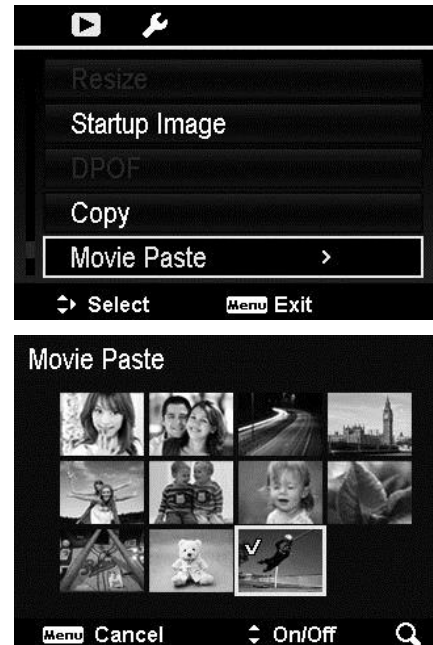 Resize
Startup Image
DPOF
Copy
Movie Paste >
Select Menu Exit
Movie Paste
Menu Cancel On/Off